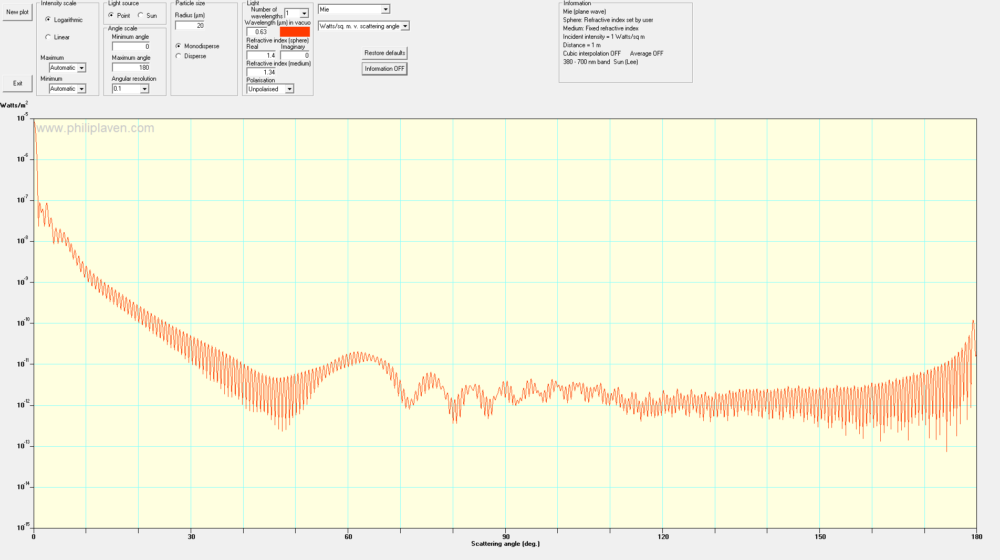 New plot
Exit
Intensity scale
Logarithmic
Linear
Maximum
Automatic
Minimum
Automatic
Light source
Point
Sun
Angle scale
Minimum angle
0
Maximum angle
180
Angular resolution
0.1
Particle size
Radius (µm)
20
Monodisperse
Disperse
Light
Number of
wavelengths
1
Wavelength (µm) in vacuo
0.63
Refractive index (sphere)
Real
Imaginary
1.4
0
Refractive index (medium)
1.34
Polarisation
Unpolarised
Mie
Watts/sq. m. v. scattering angle
Restore defaults
Information OFF
Information
Mie (plane wave)
Sphere: Refractive index set by user
Medium: Fixed refractive index
Incident intensity = 1 Watts/sq m
Distance = 1 m
Cubic interpolation OFF Average OFF
380 - 700 nm band Sun (Lee)
Watts/m²
www.philiplaven.com
10⁻⁵
10⁻⁶
10⁻⁷
10⁻⁸
10⁻⁹
10⁻¹⁰
10⁻¹¹
10⁻¹²
10⁻¹³
10⁻¹⁴
10⁻¹⁵
0 30 60 90 120 150 180
Scattering angle (deg.)